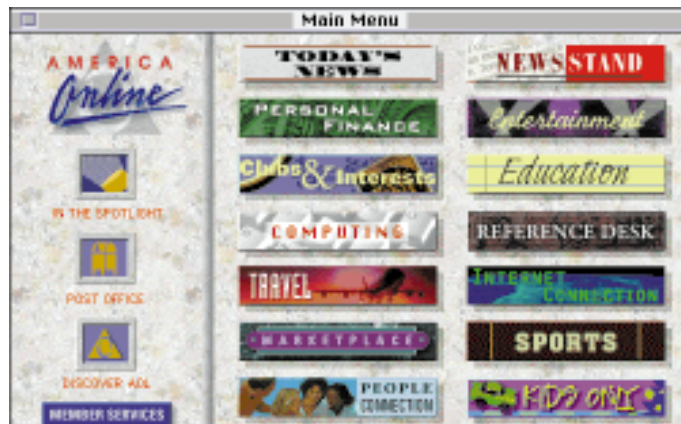 Main Menu
AMERICA
Online
IN THE SPOTLIGHT
POST OFFICE
DISCOVER AOL
MEMBER SERVICES
TODAY'S
NEWS
NEWSSTAND
PERSONAL
FINANCE
Entertainment
Clubs & Interests
Education
COMPUTING
REFERENCE DESK
TRAVEL
INTERNET
CONNECTION
MARKETPLACE
SPORTS
PEOPLE
CONNECTION
KIDS ONLY